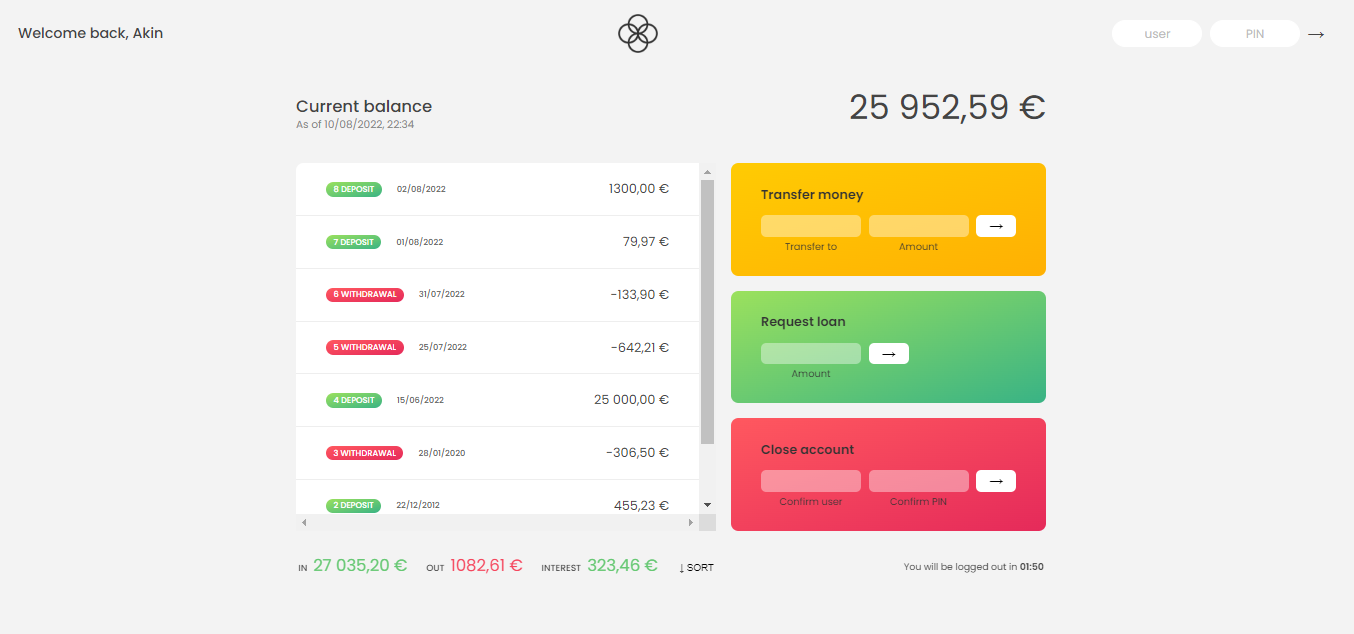 Welcome back, Akin
user PIN →
Current balance
As of 10/08/2022, 22:34
25 952,59 €
8 DEPOSIT 02/08/2022 1300,00 €
7 DEPOSIT 01/08/2022 79,97 €
6 WITHDRAWAL 31/07/2022 -133,90 €
5 WITHDRAWAL 25/07/2022 -642,21 €
4 DEPOSIT 15/06/2022 25 000,00 €
3 WITHDRAWAL 28/01/2020 -306,50 €
2 DEPOSIT 22/12/2012 455,23 €
Transfer money
→
Transfer to Amount
Request loan
→
Amount
Close account
→
Confirm user Confirm PIN
IN 27 035,20 € OUT 1082,61 € INTEREST 323,46 € ↓ SORT
You will be logged out in 01:50